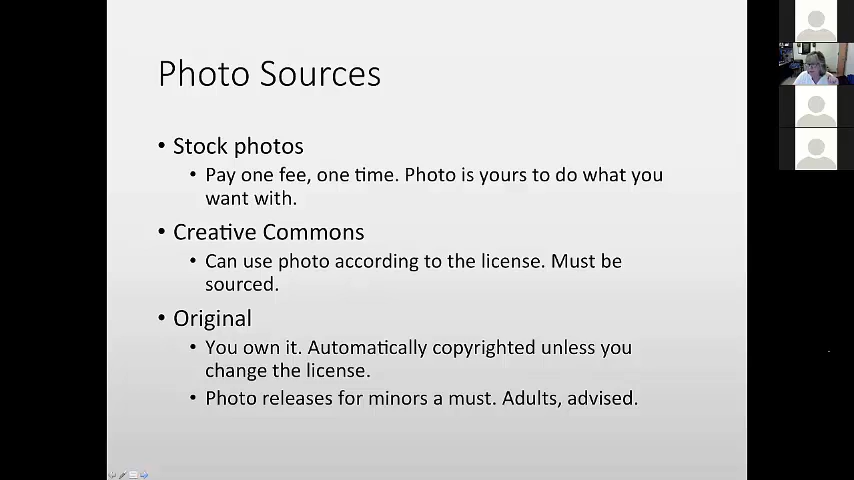 Photo Sources
• Stock photos
• Pay one fee, one time. Photo is yours to do what you
want with.
• Creative Commons
• Can use photo according to the license. Must be
sourced.
• Original
• You own it. Automatically copyrighted unless you
change the license.
• Photo releases for minors a must. Adults, advised.